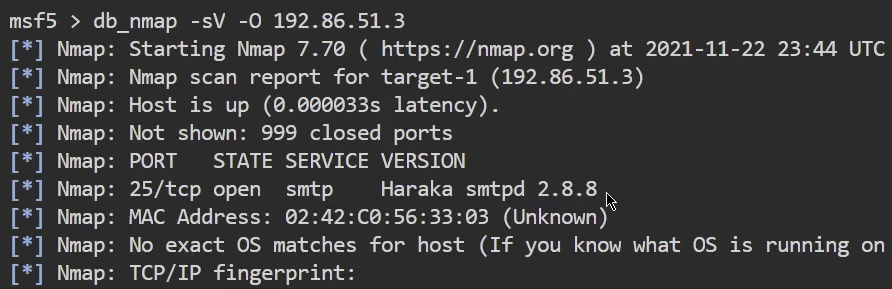 msf5 > db_nmap -sV -O 192.86.51.3
[*] Nmap: Starting Nmap 7.70 ( https://nmap.org ) at 2021-11-22 23:44 UTC
[*] Nmap: Nmap scan report for target-1 (192.86.51.3)
[*] Nmap: Host is up (0.000033s latency).
[*] Nmap: Not shown: 999 closed ports
[*] Nmap: PORT   STATE SERVICE VERSION
[*] Nmap: 25/tcp open  smtp    Haraka smtpd 2.8.8
[*] Nmap: MAC Address: 02:42:C0:56:33:03 (Unknown)
[*] Nmap: No exact OS matches for host (If you know what OS is running on
[*] Nmap: TCP/IP fingerprint: